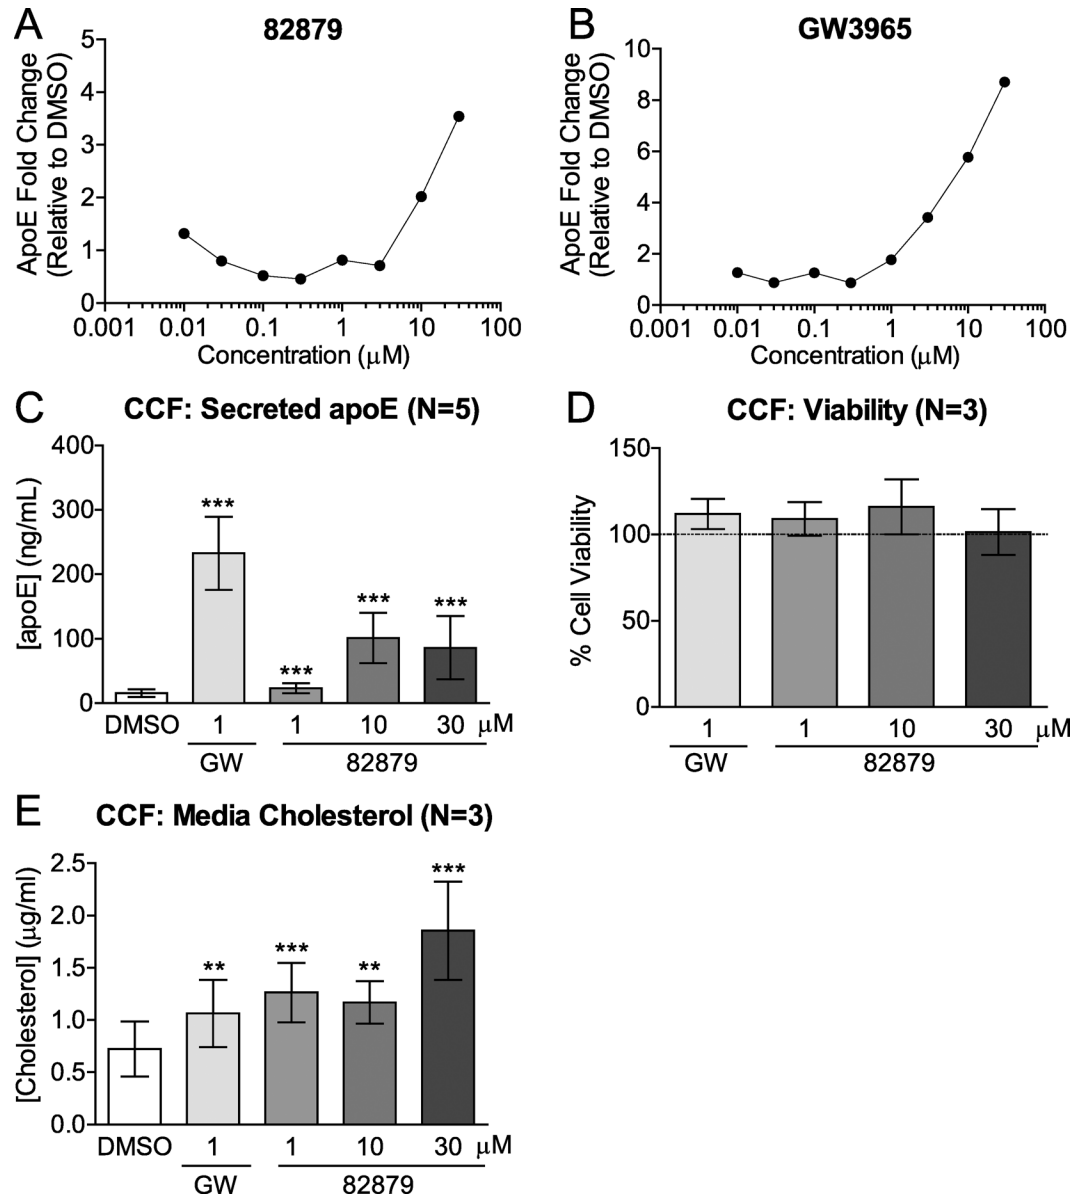 A
82879
ApoE Fold Change
(Relative to DMSO)
5
4
3
2
1
0
0.001 0.01 0.1 1 10 100
Concentration (μM)
B
GW3965
ApoE Fold Change
(Relative to DMSO)
10
8
6
4
2
0
0.001 0.01 0.1 1 10 100
Concentration (μM)
C
CCF: Secreted apoE (N=5)
[apoE] (ng/mL)
400
300
200
100
0
***
***
***
***
DMSO 1 1 10 30 μM
GW 82879
D
CCF: Viability (N=3)
% Cell Viability
150
100
50
0
1 1 10 30 μM
GW 82879
E
CCF: Media Cholesterol (N=3)
[Cholesterol] (μg/ml)
2.5
2.0
1.5
1.0
0.5
0.0
**
***
**
***
DMSO 1 1 10 30 μM
GW 82879